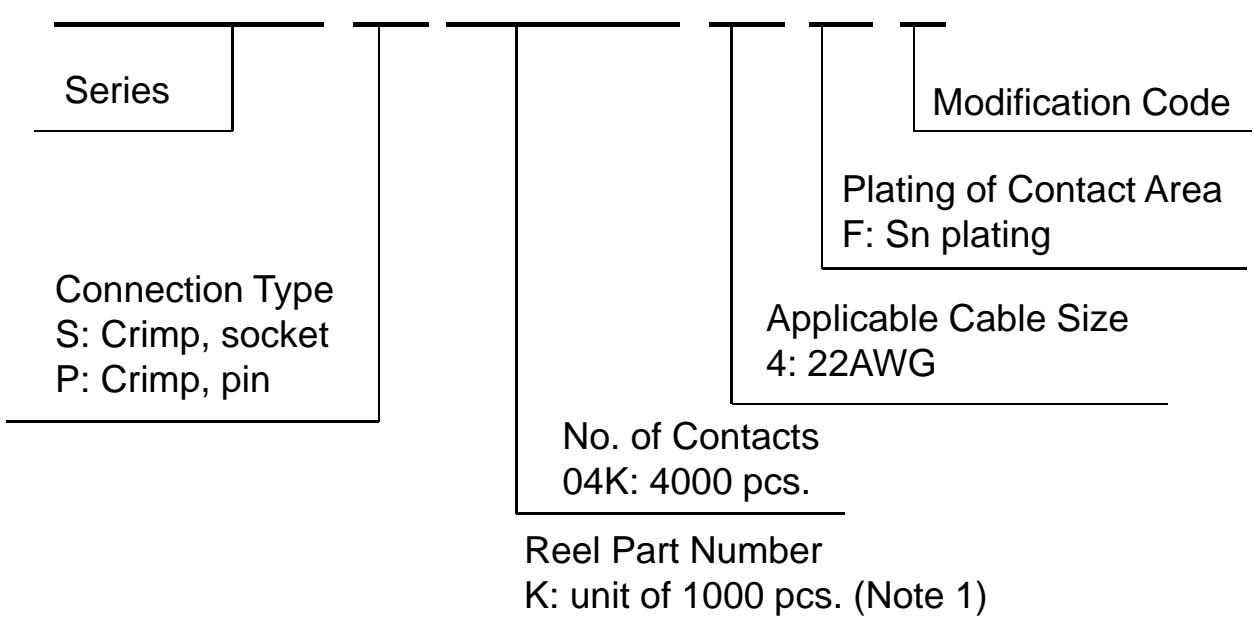 Series
Modification Code
Plating of Contact Area
F: Sn plating
Connection Type
S: Crimp, socket
P: Crimp, pin
Applicable Cable Size
4: 22AWG
No. of Contacts
04K: 4000 pcs.
Reel Part Number
K: unit of 1000 pcs. (Note 1)